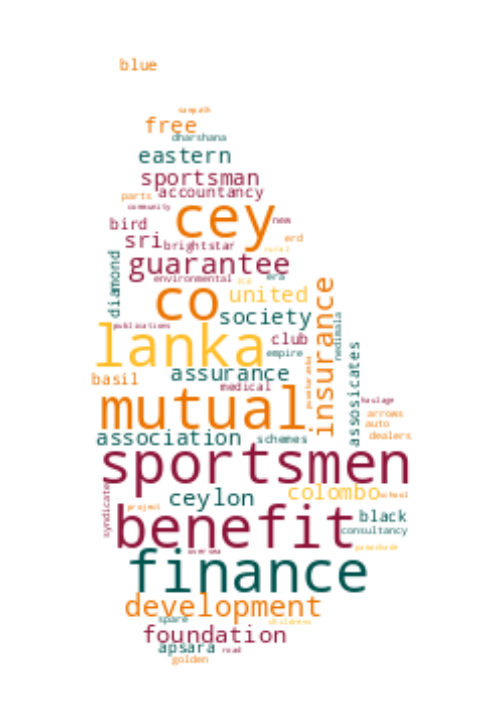 blue
sampath
free
dharshana
eastern
sportsman
accountancy
parts
community
cey
new
bird
sri
brightstar
erd
rural
guarantee
diamond
environmental
ltd
era
co
united
insurance
society
publications
nedimala
lanka
club
empire
assurance
basil
medical
assosicates
haulage
mutual
arrows
auto
association
schemes
dealers
sportsmen
syndicate
ceylon
colombo
school
project
benefit
black
consultancy
oversea
finance
development
spare
childrens
foundation
apsara
road
golden